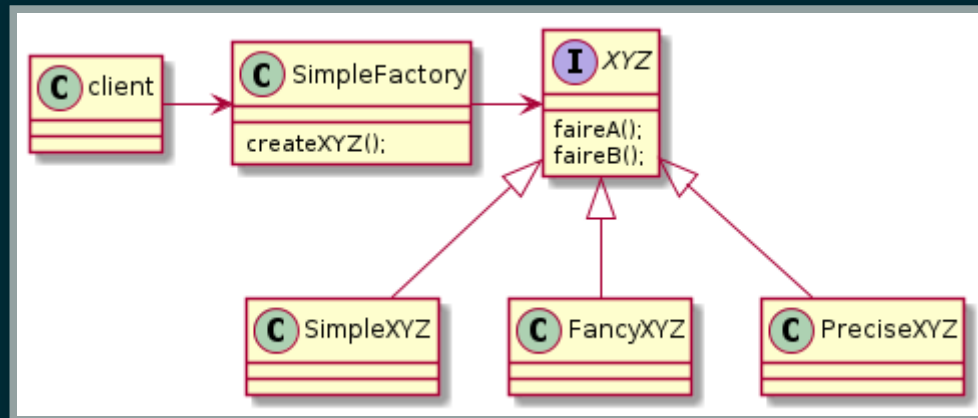 C client
C SimpleFactory
createXYZ();
I XYZ
faireA();
faireB();
C SimpleXYZ
C FancyXYZ
C PreciseXYZ